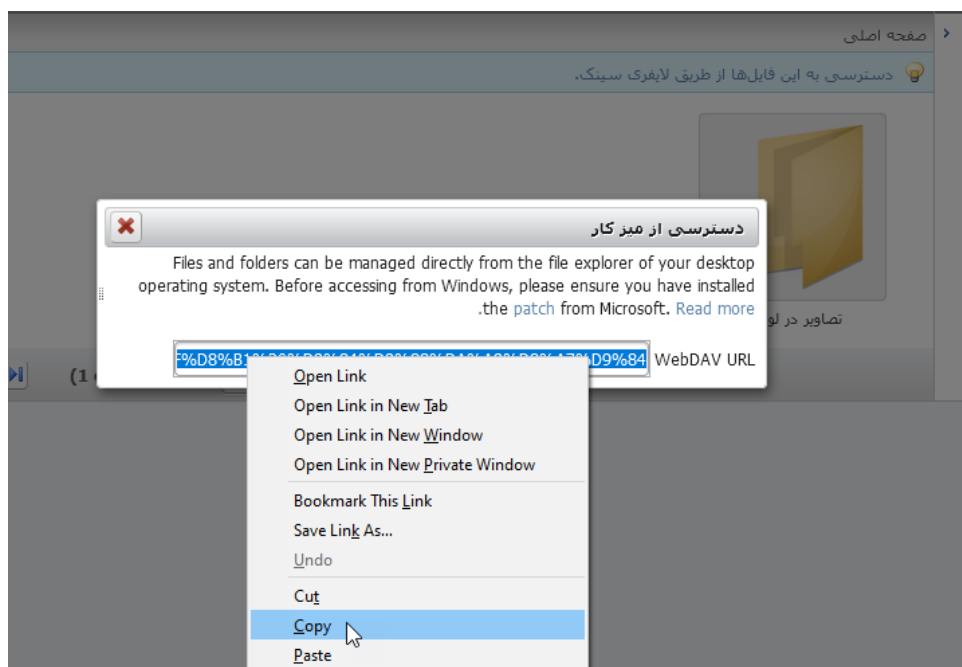 صفحه اصلی
دسترسی به این فایل‌ها از طریق لایفری سینک.
دسترسی از میز کار
Files and folders can be managed directly from the file explorer of your desktop
operating system. Before accessing from Windows, please ensure you have installed
the patch from Microsoft. Read more.
تصاویر در لو
WebDAV URL
(1
Open Link
Open Link in New Tab
Open Link in New Window
Open Link in New Private Window
Bookmark This Link
Save Link As...
Undo
Cut
Copy
Paste